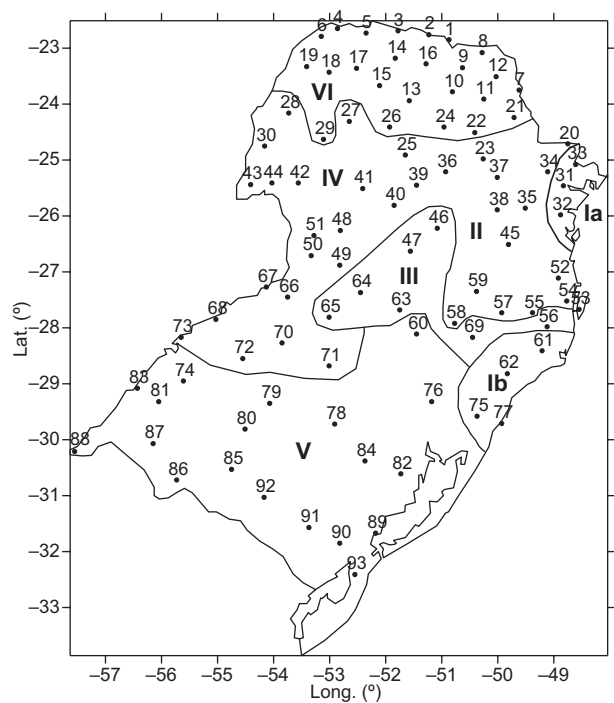 4 5 3 2 1
6 8
19 18 17 14 16 9 12
15 10 11 7
VI 13
28 27 26 24 22 21
30 29 25 23 20
33
43 44 42 IV 41 39 36 37 34 31
40 38 35 32 Ia
51 48 46 II 45
50 49 47
67 66 64 III 59 52
68 65 63 58 57 55 54 53
73 72 70 71 60 69 56 61
Ib 62
83 81 74 79 76 75 77
88 87 80 78
V
86 85 84 82
92
91 90 89
93
Lat. (º)
–23
–24
–25
–26
–27
–28
–29
–30
–31
–32
–33
–57 –56 –55 –54 –53 –52 –51 –50 –49
Long. (º)